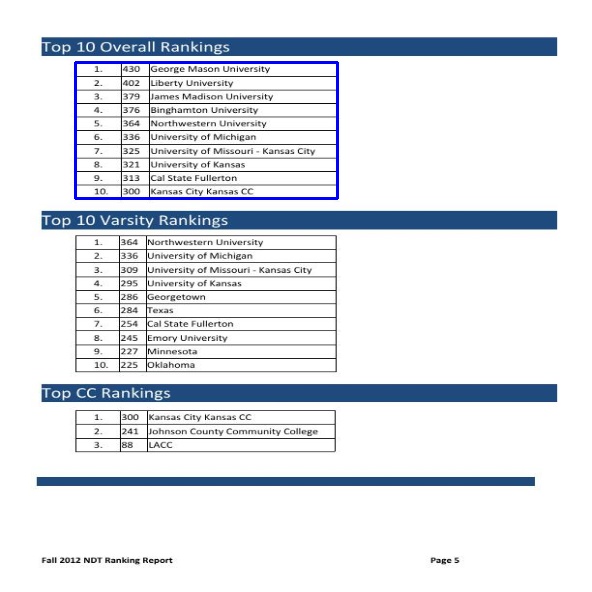 Top 10 Overall Rankings
1. 430 George Mason University
2. 402 Liberty University
3. 379 James Madison University
4. 376 Binghamton University
5. 364 Northwestern University
6. 336 University of Michigan
7. 325 University of Missouri - Kansas City
8. 321 University of Kansas
9. 313 Cal State Fullerton
10. 300 Kansas City Kansas CC
Top 10 Varsity Rankings
1. 364 Northwestern University
2. 336 University of Michigan
3. 309 University of Missouri - Kansas City
4. 295 University of Kansas
5. 286 Georgetown
6. 284 Texas
7. 254 Cal State Fullerton
8. 245 Emory University
9. 227 Minnesota
10. 225 Oklahoma
Top CC Rankings
1. 300 Kansas City Kansas CC
2. 241 Johnson County Community College
3. 88 LACC
Fall 2012 NDT Ranking Report Page 5